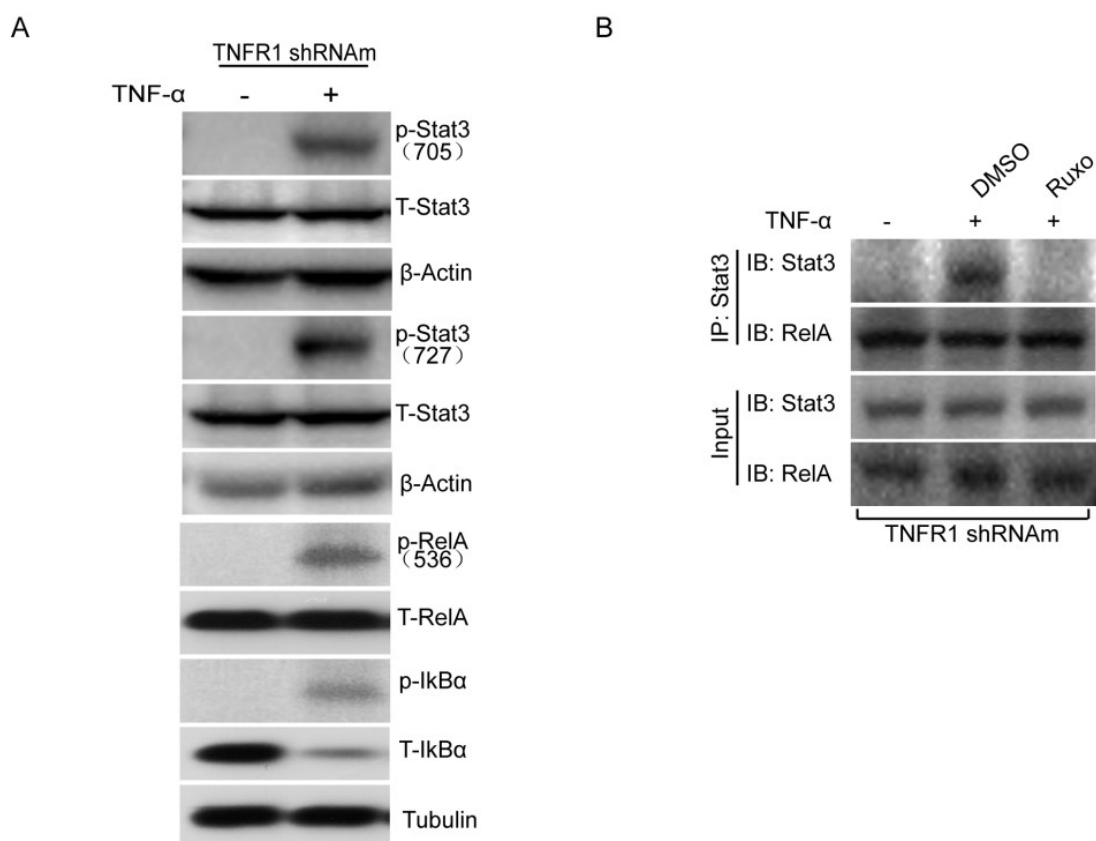 A
TNFR1 shRNAm
TNF-α - +
p-Stat3
（705）
T-Stat3
β-Actin
p-Stat3
（727）
T-Stat3
β-Actin
p-RelA
（536）
T-RelA
p-IkBα
T-IkBα
Tubulin
B
DMSO
Ruxo
TNF-α - + +
IP: Stat3
IB: Stat3
IB: RelA
Input
IB: Stat3
IB: RelA
TNFR1 shRNAm